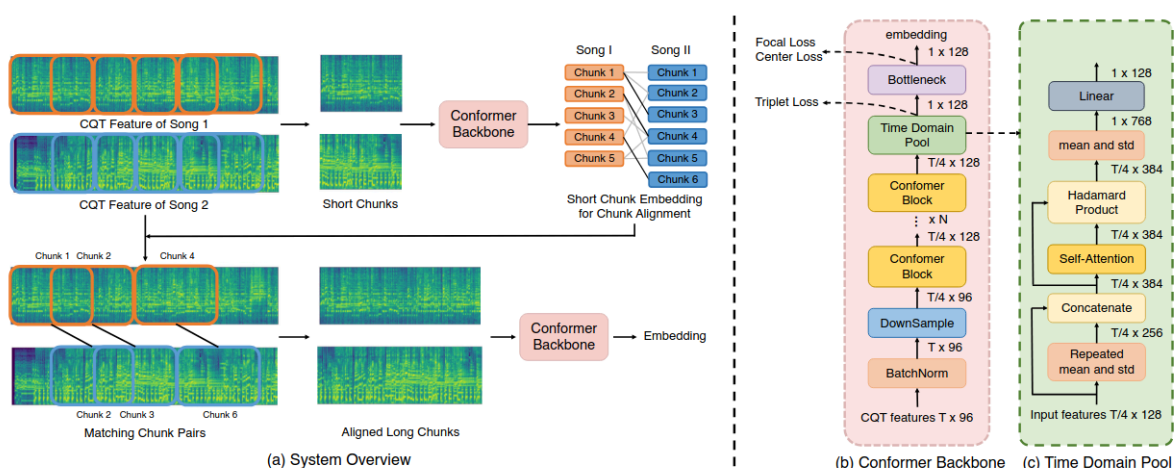 CQT Feature of Song 1
CQT Feature of Song 2
Short Chunks
Conformer
Backbone
Song I
Song II
Chunk 1
Chunk 2
Chunk 3
Chunk 4
Chunk 5
Chunk 1
Chunk 2
Chunk 3
Chunk 4
Chunk 5
Chunk 6
Short Chunk Embedding
for Chunk Alignment
Chunk 1
Chunk 2
Chunk 4
Chunk 2
Chunk 3
Chunk 6
Matching Chunk Pairs
Aligned Long Chunks
Conformer
Backbone
Embedding
(a) System Overview
embedding
1 x 128
Focal Loss
Center Loss
Bottleneck
1 x 128
Triplet Loss
Time Domain
Pool
T/4 x 128
Confomer
Block
⋮ x N
T/4 x 128
Confomer
Block
T/4 x 96
DownSample
T x 96
BatchNorm
CQT features T x 96
(b) Conformer Backbone
1 x 128
Linear
1 x 768
mean and std
T/4 x 384
Hadamard
Product
T/4 x 384
Self-Attention
T/4 x 384
Concatenate
T/4 x 256
Repeated
mean and std
Input features T/4 x 128
(c) Time Domain Pool